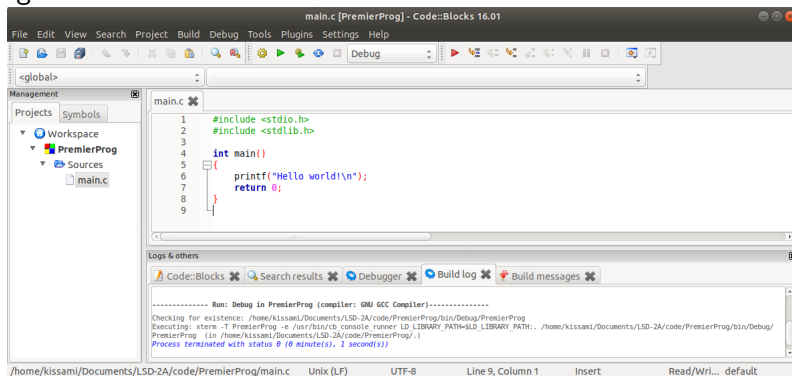 main.c [PremierProg] - Code::Blocks 16.01
File Edit View Search Project Build Debug Tools Plugins Settings Help
Debug
<global>
Management
Projects Symbols
Workspace
PremierProg
Sources
main.c
main.c
1 #include <stdio.h>
2 #include <stdlib.h>
3
4 int main()
5 {
6 printf("Hello world!\n");
7 return 0;
8 }
9
Logs & others
Code::Blocks Search results Debugger Build log Build messages
-------------- Run: Debug in PremierProg (compiler: GNU GCC Compiler)---------------
Checking for existence: /home/kissami/Documents/LSD-2A/code/PremierProg/bin/Debug/PremierProg
Executing: xterm -T PremierProg -e /usr/bin/cb_console_runner LD_LIBRARY_PATH=$LD_LIBRARY_PATH:. /home/kissami/Documents/LSD-2A/code/PremierProg/bin/Debug/
PremierProg (in /home/kissami/Documents/LSD-2A/code/PremierProg/.)
Process terminated with status 0 (0 minute(s), 1 second(s))
/home/kissami/Documents/LSD-2A/code/PremierProg/main.c Unix (LF) UTF-8 Line 9, Column 1 Insert Read/Wri... default